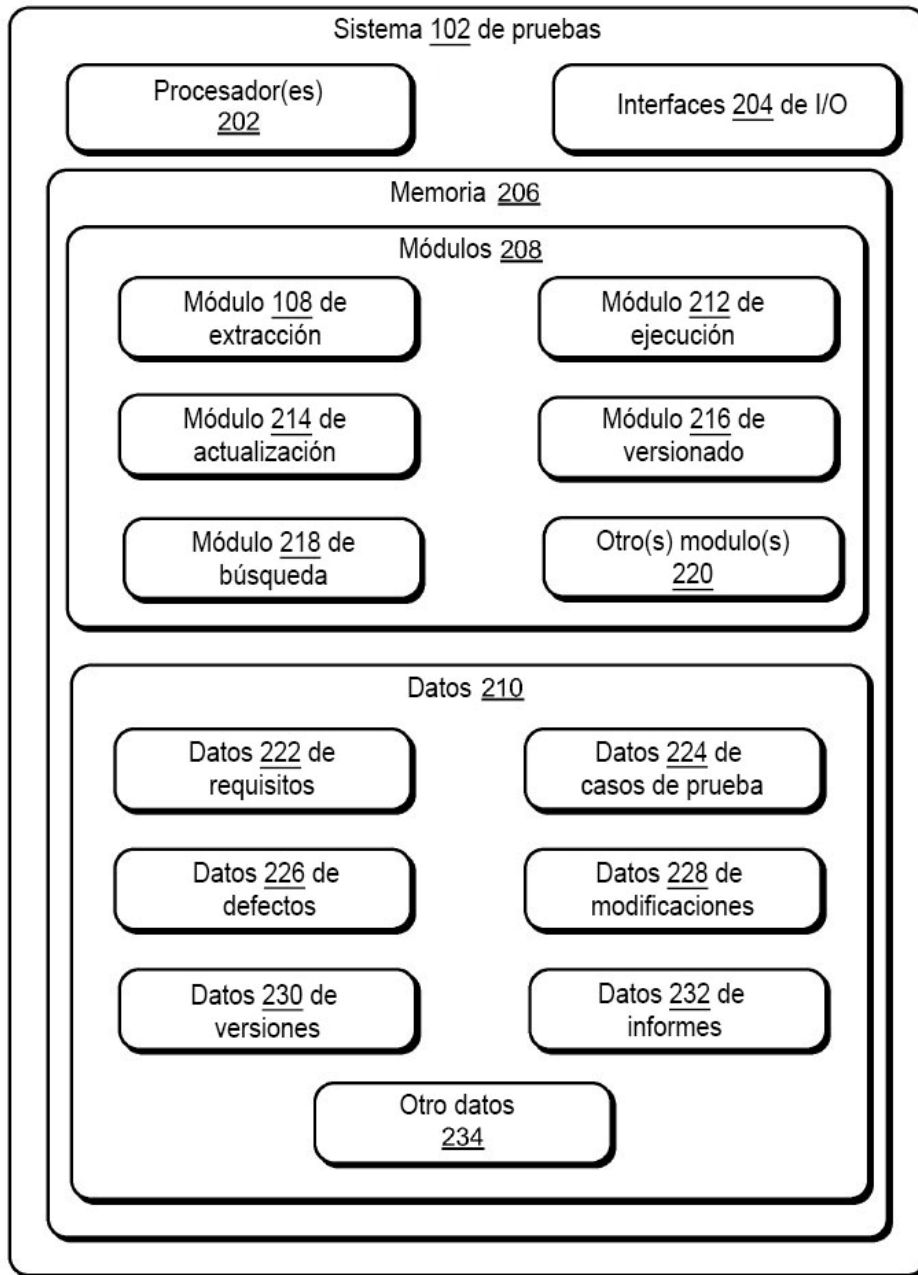 Sistema 102 de pruebas
Procesador(es)
202
Interfaces 204 de I/O
Memoria 206
Módulos 208
Módulo 108 de
extracción
Módulo 212 de
ejecución
Módulo 214 de
actualización
Módulo 216 de
versionado
Módulo 218 de
búsqueda
Otro(s) modulo(s)
220
Datos 210
Datos 222 de
requisitos
Datos 224 de
casos de prueba
Datos 226 de
defectos
Datos 228 de
modificaciones
Datos 230 de
versiones
Datos 232 de
informes
Otro datos
234